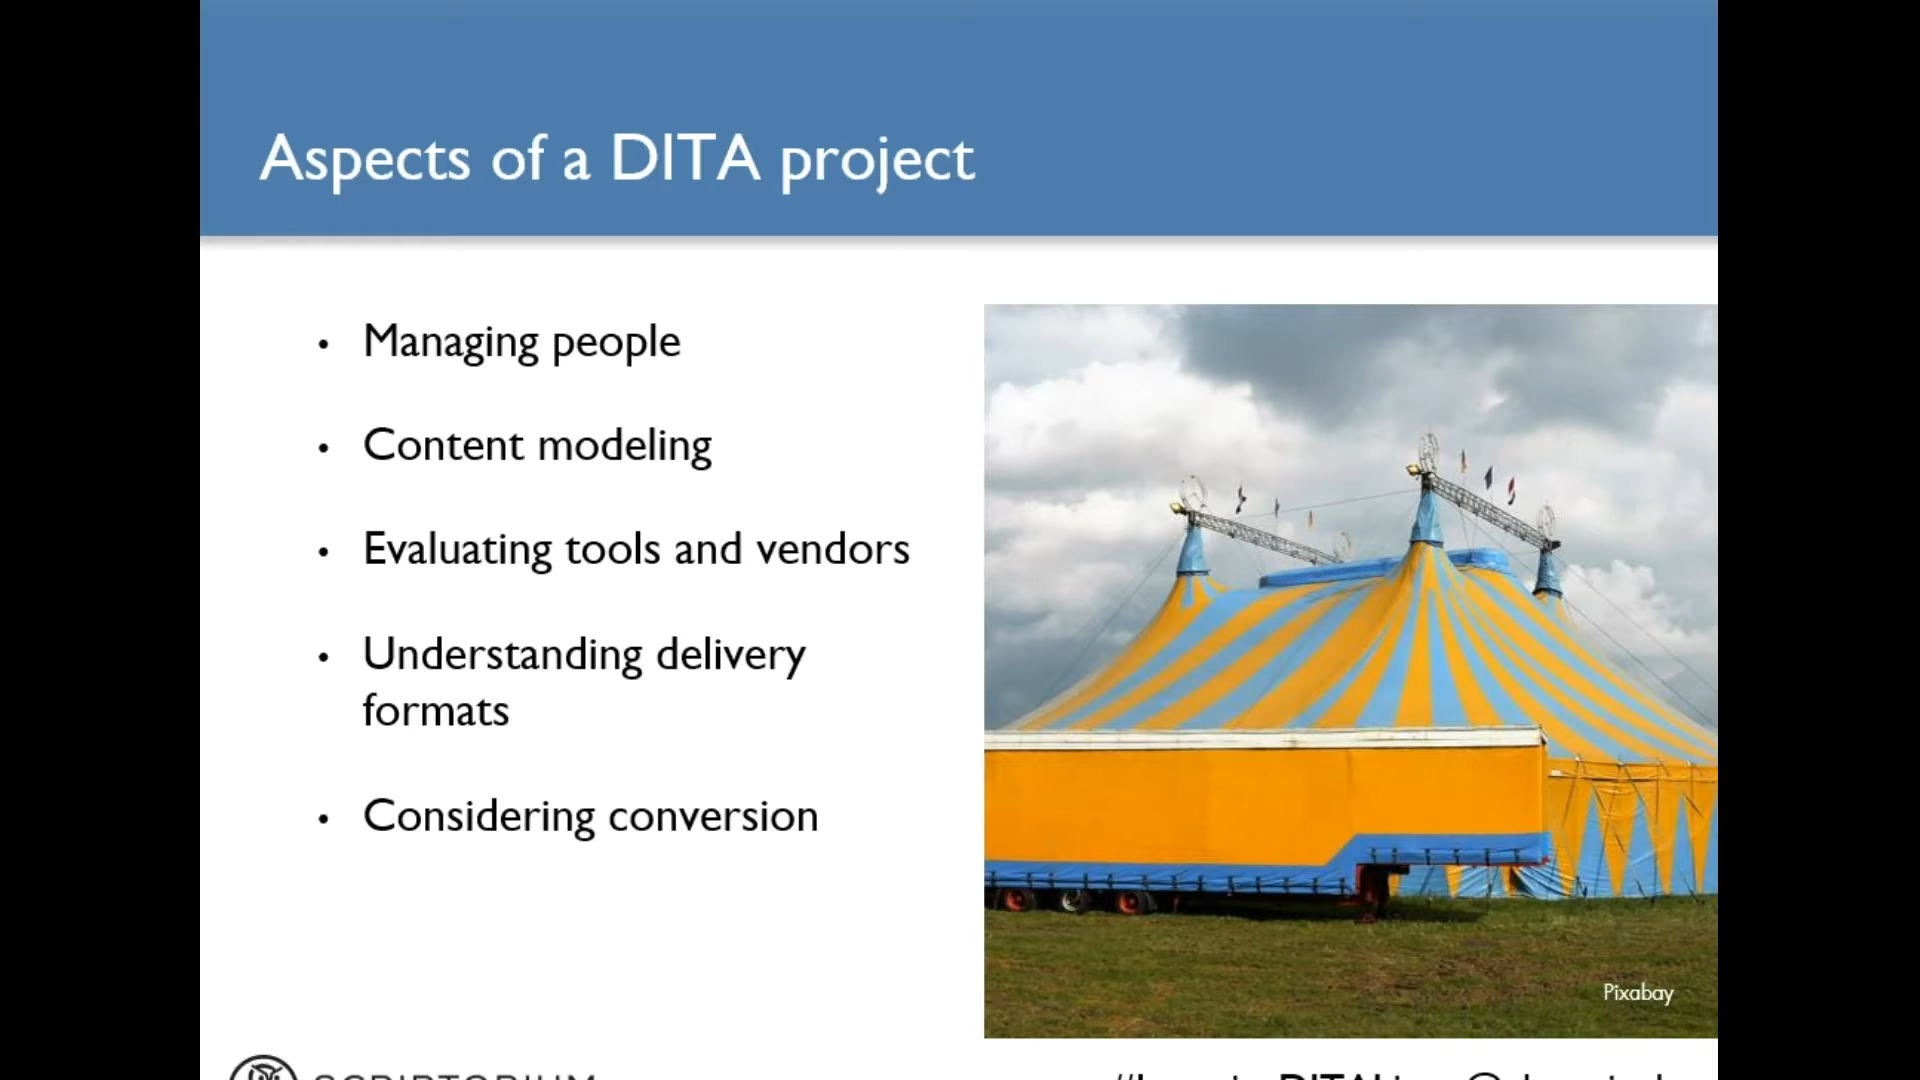 Aspects of a DITA project
• Managing people
• Content modeling
• Evaluating tools and vendors
• Understanding delivery
formats
• Considering conversion
Pixabay
SCRIPTORIUM